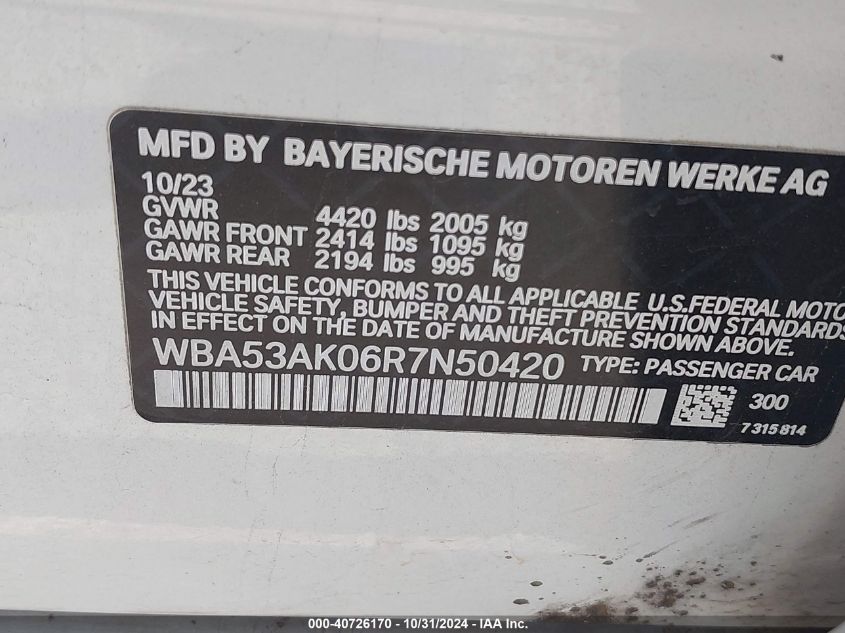 MFD BY BAYERISCHE MOTOREN WERKE AG
10/23
GVWR 4420 lbs 2005 kg
GAWR FRONT 2414 lbs 1095 kg
GAWR REAR 2194 lbs 995 kg
THIS VEHICLE CONFORMS TO ALL APPLICABLE U.S.FEDERAL MOTO
VEHICLE SAFETY, BUMPER AND THEFT PREVENTION STANDARDS
IN EFFECT ON THE DATE OF MANUFACTURE SHOWN ABOVE.
WBA53AK06R7N50420 TYPE: PASSENGER CAR
300
7315814
000-40726170 - 10/31/2024 - IAA Inc.